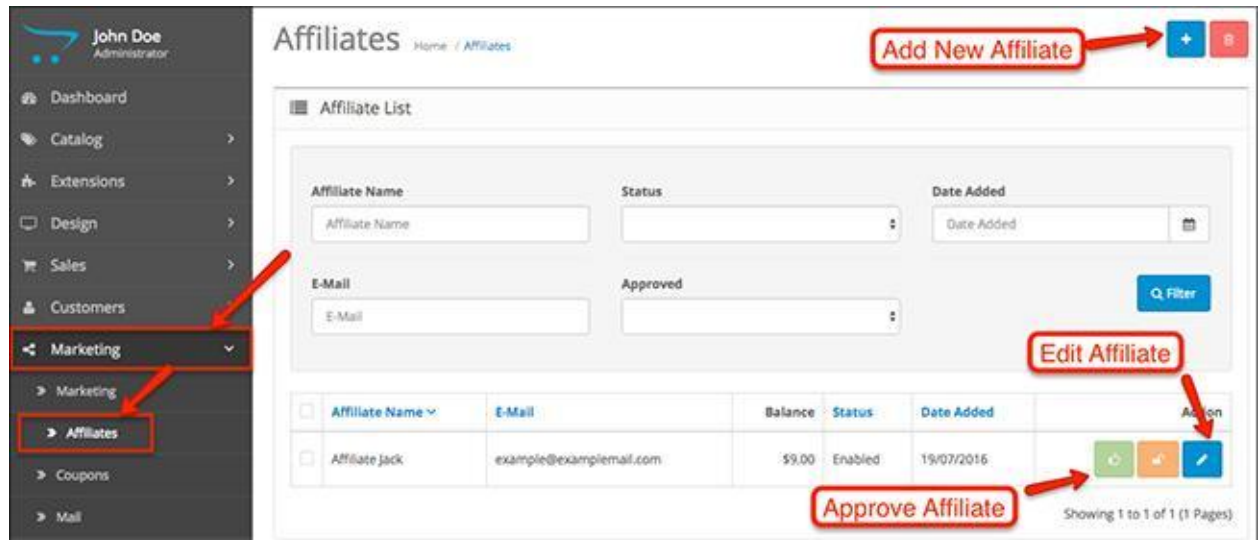 John Doe
Administrator
Dashboard
Catalog
Extensions
Design
Sales
Customers
Marketing
Marketing
Affiliates
Coupons
Mail
Affiliates Home / Affiliates
Add New Affiliate
Affiliate List
Affiliate Name Status Date Added
Affiliate Name Date Added
E-Mail Approved
Filter
E-Mail
Edit Affiliate
Affiliate Name E-Mail Balance Status Date Added Action
Affiliate Jack example@examplemail.com $9.00 Enabled 19/07/2016
Approve Affiliate
Showing 1 to 1 of 1 (1 Pages)